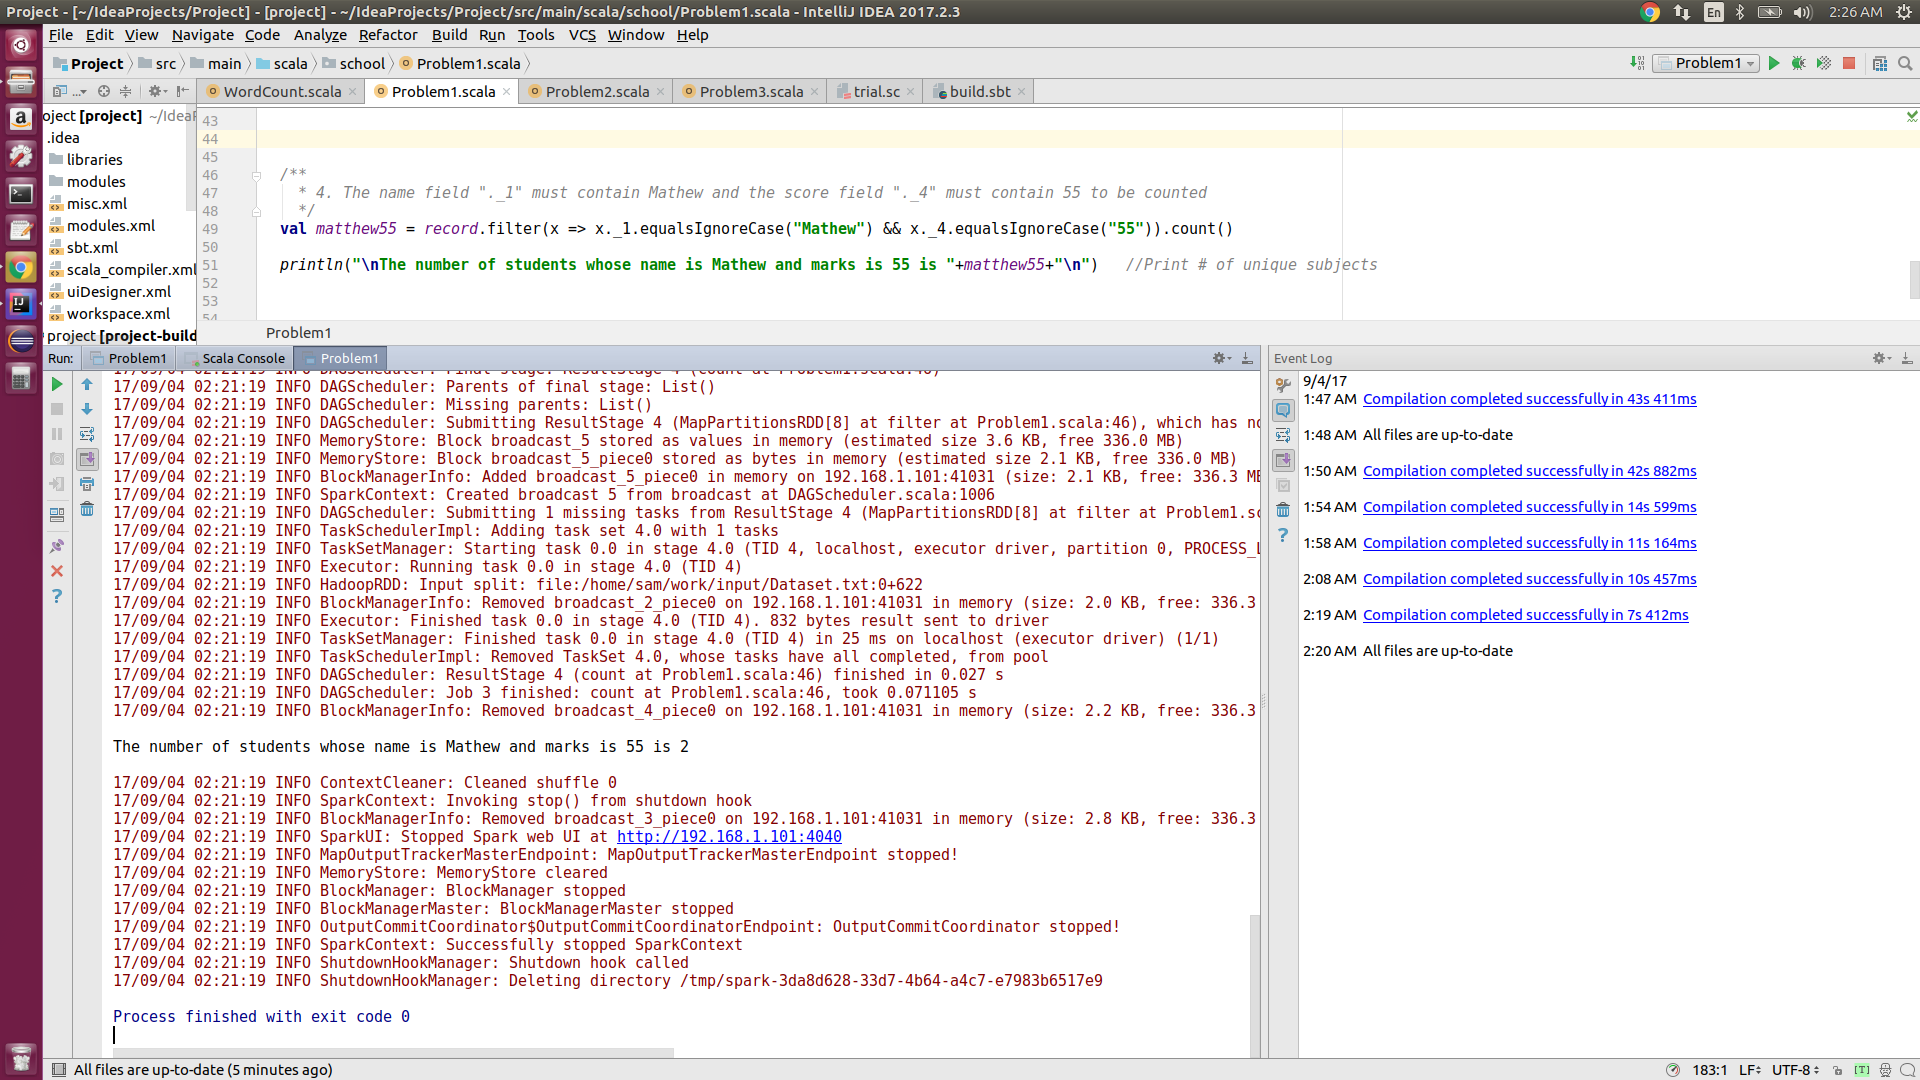 Project - [~/IdeaProjects/Project] - [project] - ~/IdeaProjects/Project/src/main/scala/school/Problem1.scala - IntelliJ IDEA 2017.2.3
En
2:26 AM
File Edit View Navigate Code Analyze Refactor Build Run Tools VCS Window Help
Project src main scala school Problem1.scala
Problem1
WordCount.scala Problem1.scala Problem2.scala Problem3.scala trial.sc build.sbt
oject [project] ~/IdeaP
.idea
libraries
modules
misc.xml
modules.xml
sbt.xml
scala_compiler.xml
uiDesigner.xml
workspace.xml
project [project-build
43
44
45
46 /**
47 * 4. The name field "._1" must contain Mathew and the score field "._4" must contain 55 to be counted
48 */
49 val matthew55 = record.filter(x => x._1.equalsIgnoreCase("Mathew") && x._4.equalsIgnoreCase("55")).count()
50
51 println("\nThe number of students whose name is Mathew and marks is 55 is "+matthew55+"\n") //Print # of unique subjects
52
53
54
Problem1
Run: Problem1 Scala Console Problem1
17/09/04 02:21:19 INFO DAGScheduler: Final stage: ResultStage 4 (count at Problem1.scala:46)
17/09/04 02:21:19 INFO DAGScheduler: Parents of final stage: List()
17/09/04 02:21:19 INFO DAGScheduler: Missing parents: List()
17/09/04 02:21:19 INFO DAGScheduler: Submitting ResultStage 4 (MapPartitionsRDD[8] at filter at Problem1.scala:46), which has no
17/09/04 02:21:19 INFO MemoryStore: Block broadcast_5 stored as values in memory (estimated size 3.6 KB, free 336.0 MB)
17/09/04 02:21:19 INFO MemoryStore: Block broadcast_5_piece0 stored as bytes in memory (estimated size 2.1 KB, free 336.0 MB)
17/09/04 02:21:19 INFO BlockManagerInfo: Added broadcast_5_piece0 in memory on 192.168.1.101:41031 (size: 2.1 KB, free: 336.3 MB
17/09/04 02:21:19 INFO SparkContext: Created broadcast 5 from broadcast at DAGScheduler.scala:1006
17/09/04 02:21:19 INFO DAGScheduler: Submitting 1 missing tasks from ResultStage 4 (MapPartitionsRDD[8] at filter at Problem1.sc
17/09/04 02:21:19 INFO TaskSchedulerImpl: Adding task set 4.0 with 1 tasks
17/09/04 02:21:19 INFO TaskSetManager: Starting task 0.0 in stage 4.0 (TID 4, localhost, executor driver, partition 0, PROCESS_L
17/09/04 02:21:19 INFO Executor: Running task 0.0 in stage 4.0 (TID 4)
17/09/04 02:21:19 INFO HadoopRDD: Input split: file:/home/sam/work/input/Dataset.txt:0+622
17/09/04 02:21:19 INFO BlockManagerInfo: Removed broadcast_2_piece0 on 192.168.1.101:41031 in memory (size: 2.0 KB, free: 336.3
17/09/04 02:21:19 INFO Executor: Finished task 0.0 in stage 4.0 (TID 4). 832 bytes result sent to driver
17/09/04 02:21:19 INFO TaskSetManager: Finished task 0.0 in stage 4.0 (TID 4) in 25 ms on localhost (executor driver) (1/1)
17/09/04 02:21:19 INFO TaskSchedulerImpl: Removed TaskSet 4.0, whose tasks have all completed, from pool
17/09/04 02:21:19 INFO DAGScheduler: ResultStage 4 (count at Problem1.scala:46) finished in 0.027 s
17/09/04 02:21:19 INFO DAGScheduler: Job 3 finished: count at Problem1.scala:46, took 0.071105 s
17/09/04 02:21:19 INFO BlockManagerInfo: Removed broadcast_4_piece0 on 192.168.1.101:41031 in memory (size: 2.2 KB, free: 336.3
The number of students whose name is Mathew and marks is 55 is 2
17/09/04 02:21:19 INFO ContextCleaner: Cleaned shuffle 0
17/09/04 02:21:19 INFO SparkContext: Invoking stop() from shutdown hook
17/09/04 02:21:19 INFO BlockManagerInfo: Removed broadcast_3_piece0 on 192.168.1.101:41031 in memory (size: 2.8 KB, free: 336.3
17/09/04 02:21:19 INFO SparkUI: Stopped Spark web UI at http://192.168.1.101:4040
17/09/04 02:21:19 INFO MapOutputTrackerMasterEndpoint: MapOutputTrackerMasterEndpoint stopped!
17/09/04 02:21:19 INFO MemoryStore: MemoryStore cleared
17/09/04 02:21:19 INFO BlockManager: BlockManager stopped
17/09/04 02:21:19 INFO BlockManagerMaster: BlockManagerMaster stopped
17/09/04 02:21:19 INFO OutputCommitCoordinator$OutputCommitCoordinatorEndpoint: OutputCommitCoordinator stopped!
17/09/04 02:21:19 INFO SparkContext: Successfully stopped SparkContext
17/09/04 02:21:19 INFO ShutdownHookManager: Shutdown hook called
17/09/04 02:21:19 INFO ShutdownHookManager: Deleting directory /tmp/spark-3da8d628-33d7-4b64-a4c7-e7983b6517e9
Process finished with exit code 0
Event Log
9/4/17
1:47 AM Compilation completed successfully in 43s 411ms
1:48 AM All files are up-to-date
1:50 AM Compilation completed successfully in 42s 882ms
1:54 AM Compilation completed successfully in 14s 599ms
1:58 AM Compilation completed successfully in 11s 164ms
2:08 AM Compilation completed successfully in 10s 457ms
2:19 AM Compilation completed successfully in 7s 412ms
2:20 AM All files are up-to-date
All files are up-to-date (5 minutes ago)
183:1 LF UTF-8 [T]